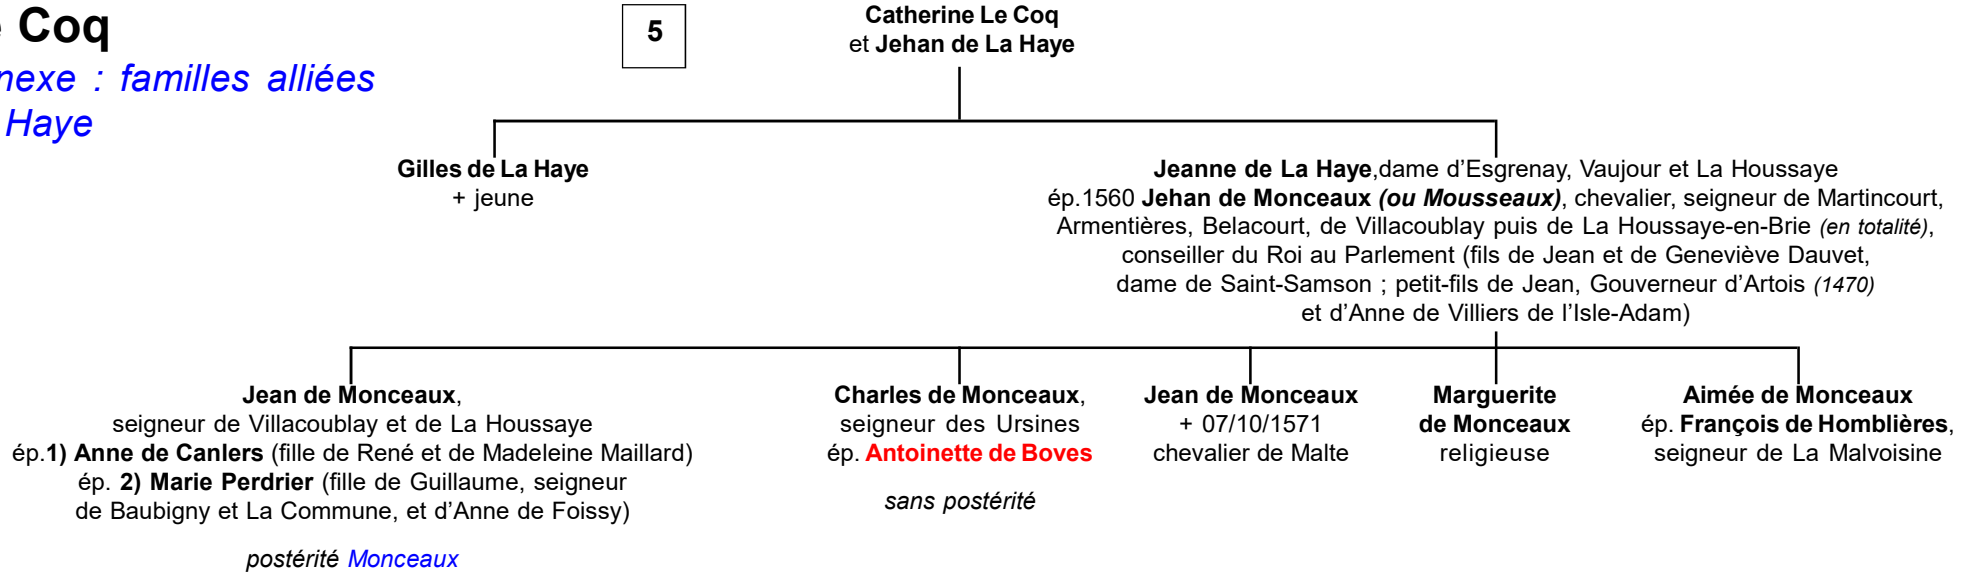 Coq
5
Catherine Le Coq
et Jehan de La Haye
: familles alliées
Haye
Gilles de La Haye
+ jeune
Jeanne de La Haye,dame d’Esgrenay, Vaujour et La Houssaye
ép.1560 Jehan de Monceaux (ou Mousseaux), chevalier, seigneur de Martincourt,
Armentières, Belacourt, de Villacoublay puis de La Houssaye-en-Brie (en totalité),
conseiller du Roi au Parlement (fils de Jean et de Geneviève Dauvet,
dame de Saint-Samson ; petit-fils de Jean, Gouverneur d’Artois (1470)
et d’Anne de Villiers de l’Isle-Adam)
Jean de Monceaux,
seigneur de Villacoublay et de La Houssaye
ép.1) Anne de Canlers (fille de René et de Madeleine Maillard)
ép. 2) Marie Perdrier (fille de Guillaume, seigneur
de Baubigny et La Commune, et d’Anne de Foissy)
postérité Monceaux
Charles de Monceaux,
seigneur des Ursines
ép. Antoinette de Boves
sans postérité
Jean de Monceaux
+ 07/10/1571
chevalier de Malte
Marguerite
de Monceaux
religieuse
Aimée de Monceaux
ép. François de Homblières,
seigneur de La Malvoisine